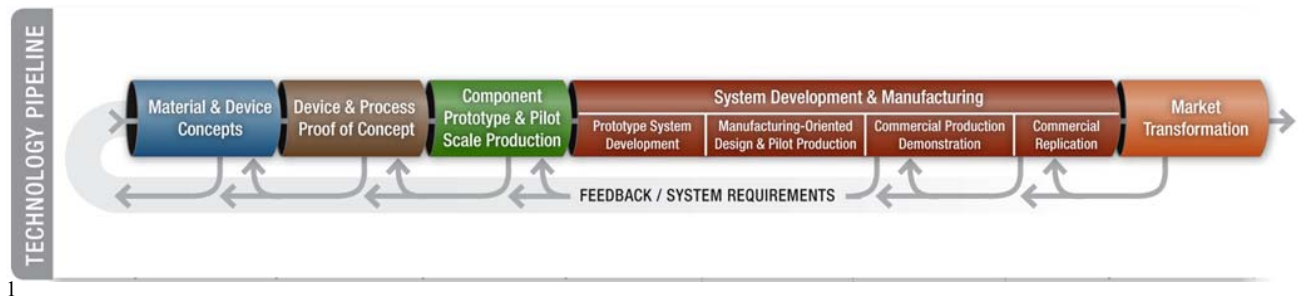 TECHNOLOGY PIPELINE
Material & Device
Concepts
Device & Process
Proof of Concept
Component
Prototype & Pilot
Scale Production
System Development & Manufacturing
Prototype System
Development
Manufacturing-Oriented
Design & Pilot Production
Commercial Production
Demonstration
Commercial
Replication
Market
Transformation
FEEDBACK / SYSTEM REQUIREMENTS
1